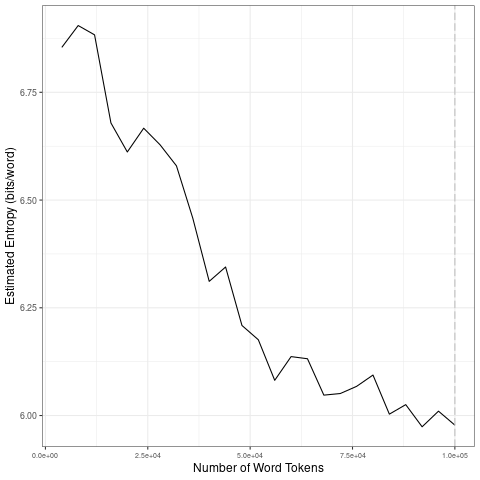 Estimated Entropy (bits/word)
6.75
6.50
6.25
6.00
0.0e+00 2.5e+04 5.0e+04 7.5e+04 1.0e+05
Number of Word Tokens